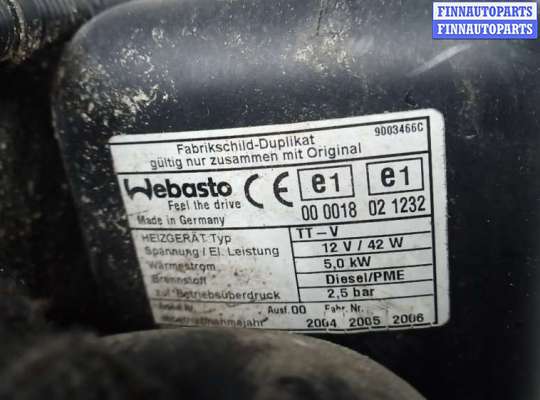 FINNAUTOPARTS
FINNAUTOPARTS
9D03466C
Fabrikschild-Duplikat
gültig nur zusammen mit Original
Webasto CE e1 e1
Feel the drive
00 0018 02 1232
Made in Germany
HEIZGERÄT Typ TT-V
Spannung / El. Leistung 12 V / 42 W
Wärmestrom 5,0 kW
Brennstoff Diesel/PME
zul. Betriebsüberdruck 2,5 bar
Ausf.00 Fabr. Nr.
2004 2005 2006